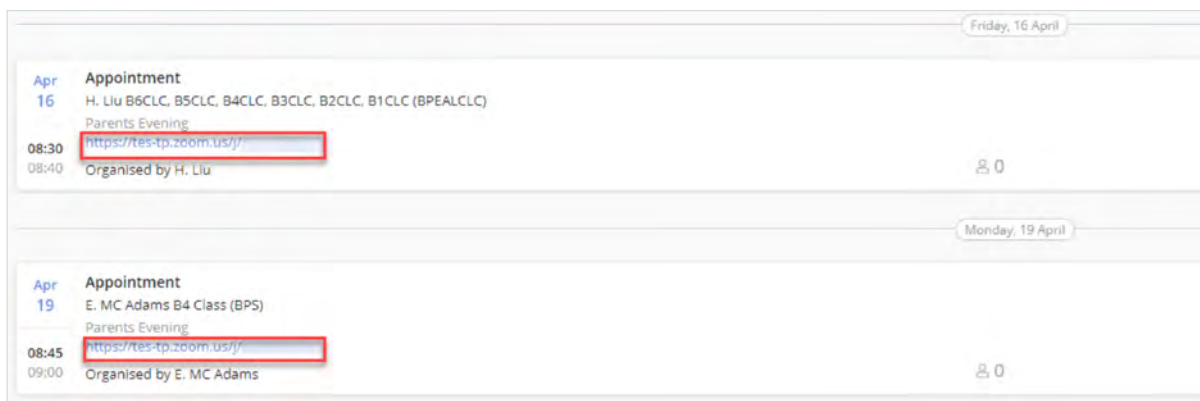 Friday, 16 April
Apr
16
Appointment
H. Liu B6CLC, B5CLC, B4CLC, B3CLC, B2CLC, B1CLC (BPEALCLC)
Parents Evening
08:30
https://tes-tp.zoom.us/j/
08:40
Organised by H. Liu
0
Monday, 19 April
Apr
19
Appointment
E. MC Adams B4 Class (BPS)
Parents Evening
08:45
https://tes-tp.zoom.us/j/
09:00
Organised by E. MC Adams
0